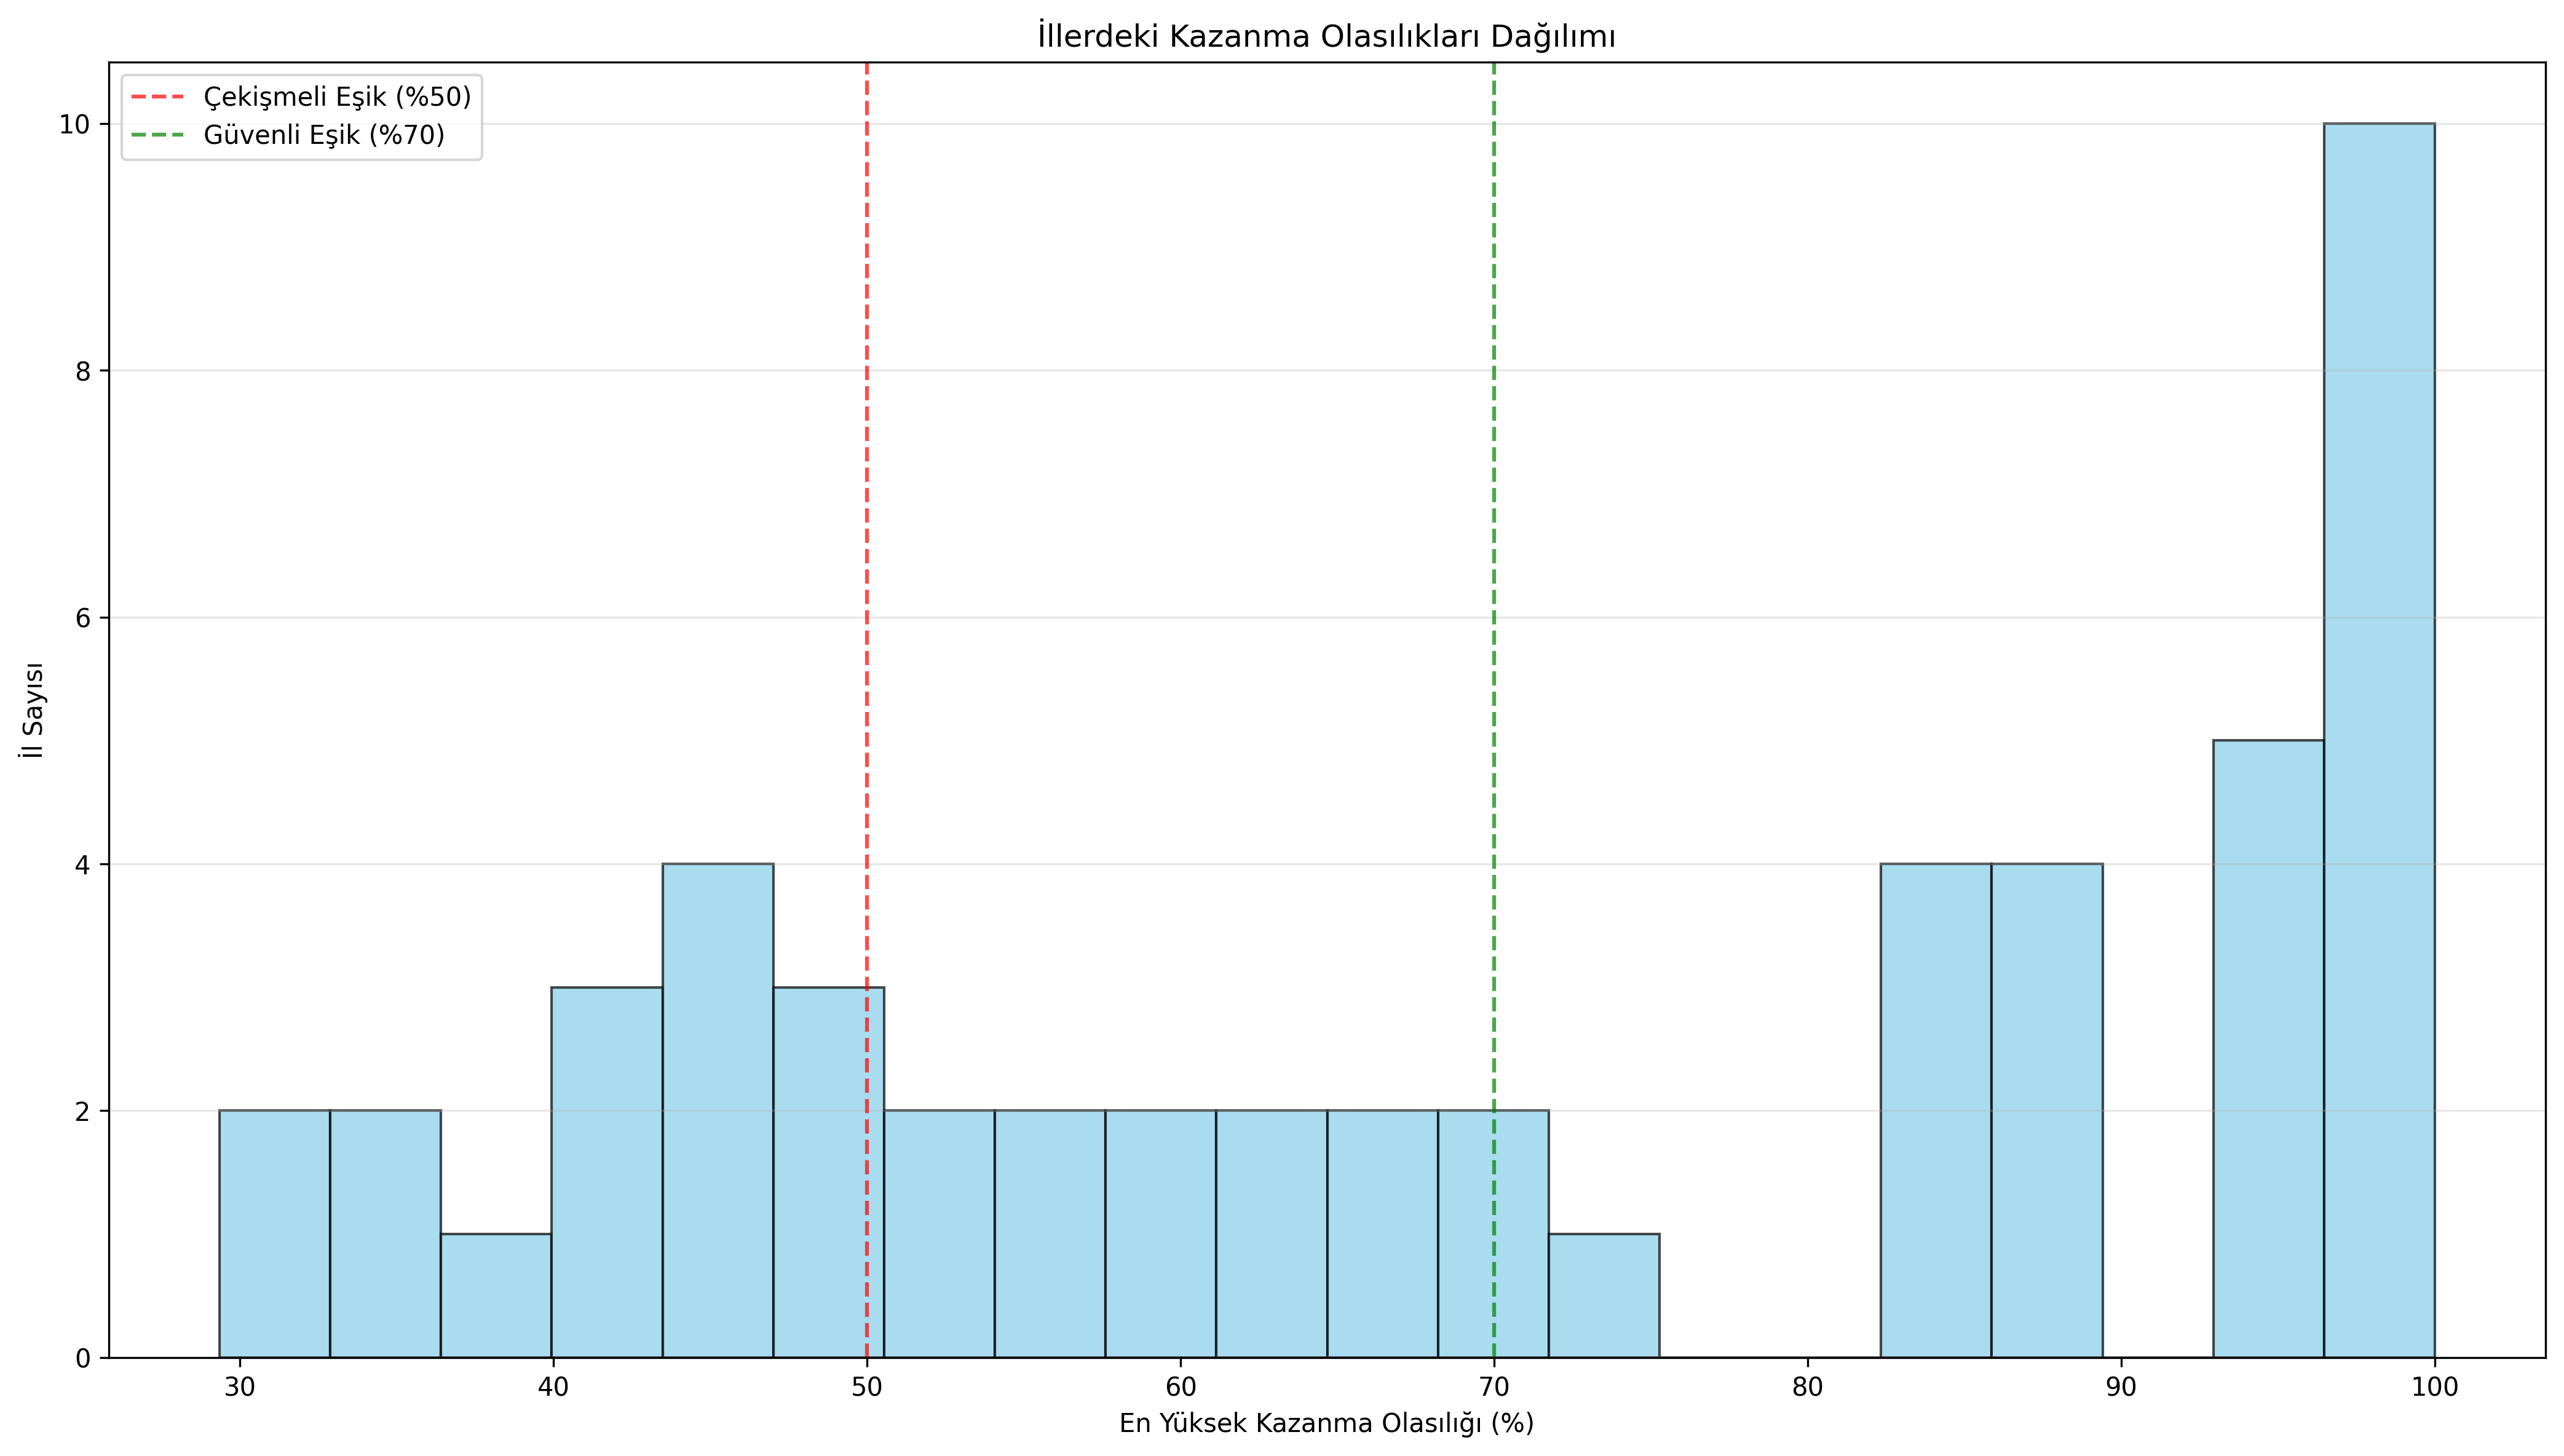 İllerdeki Kazanma Olasılıkları Dağılımı
Çekişmeli Eşik (%50)
Güvenli Eşik (%70)
İl Sayısı
10
8
6
4
2
0
30 40 50 60 70 80 90 100
En Yüksek Kazanma Olasılığı (%)